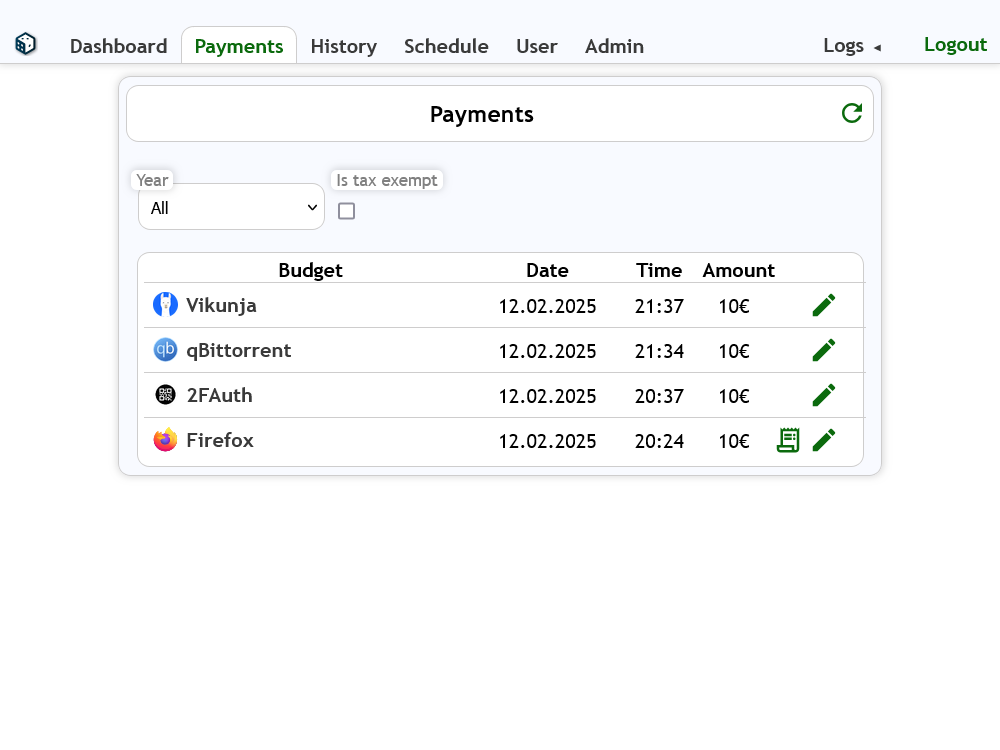 Dashboard Payments History Schedule User Admin Logs ◂ Logout
Payments
Year Is tax exempt
All
Budget Date Time Amount
Vikunja 12.02.2025 21:37 10€
qb qBittorrent 12.02.2025 21:34 10€
2FAuth 12.02.2025 20:37 10€
Firefox 12.02.2025 20:24 10€